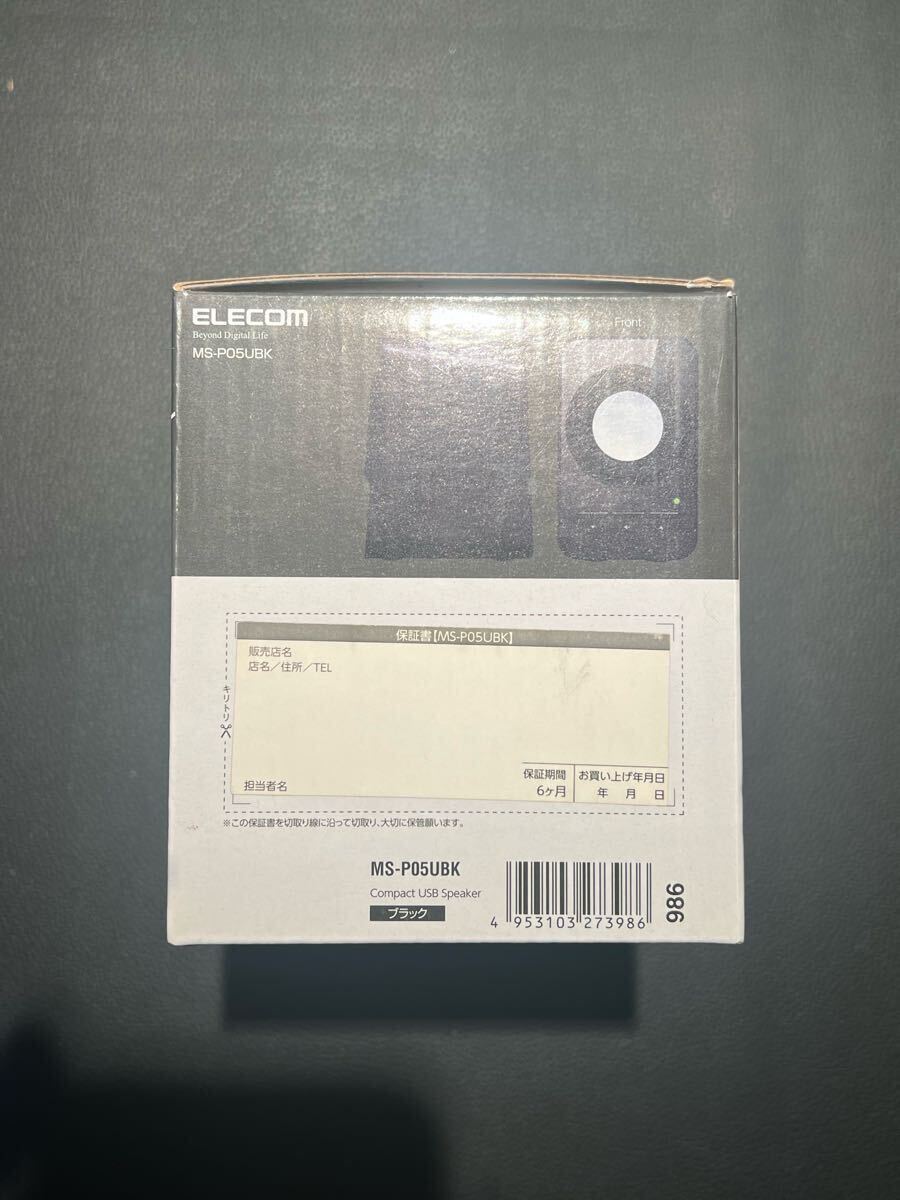 ELECOM
Beyond Digital Life
MS-P05UBK
Front
保証書【MS-P05UBK】
販売店名
店名／住所／TEL
キリトリ
担当者名
保証期間
6ヶ月
お買い上げ年月日
年 月 日
※この保証書を切取り線に沿って切取り、大切に保管願います。
MS-P05UBK
Compact USB Speaker
ブラック
4 953103 273986
986